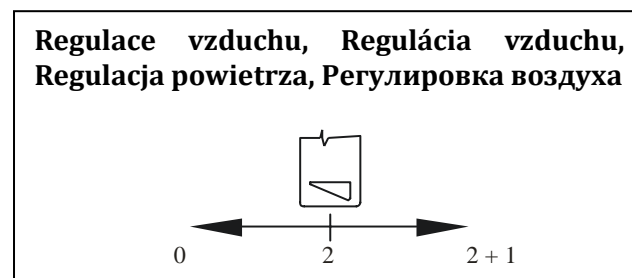 Regulace vzduchu, Regulácia vzduchu,
Regulacja powietrza, Регулировка воздуха
0 2 2 + 1